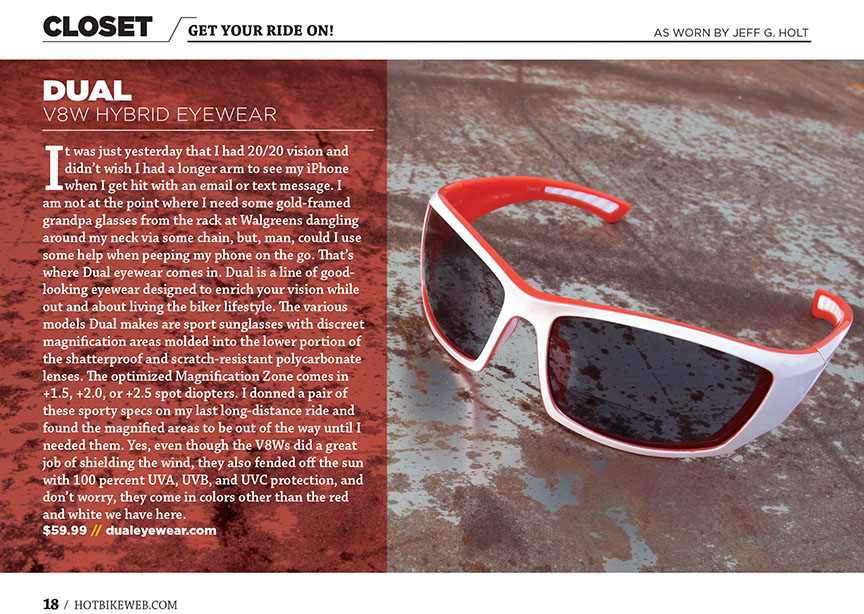 CLOSET
GET YOUR RIDE ON!
AS WORN BY JEFF G. HOLT
DUAL
V8W HYBRID EYEWEAR
It was just yesterday that I had 20/20 vision and
didn't wish I had a longer arm to see my iPhone
when I get hit with an email or text message. I
am not at the point where I need some gold-framed
grandpa glasses from the rack at Walgreens dangling
around my neck via some chain, but, man, could I use
some help when peeping my phone on the go. That's
where Dual eyewear comes in. Dual is a line of good-
looking eyewear designed to enrich your vision while
out and about living the biker lifestyle. The various
models Dual makes are sport sunglasses with discreet
magnification areas molded into the lower portion of
the shatterproof and scratch-resistant polycarbonate
lenses. The optimized Magnification Zone comes in
+1.5, +2.0, or +2.5 spot diopters. I donned a pair of
these sporty specs on my last long-distance ride and
found the magnified areas to be out of the way until I
needed them. Yes, even though the V8Ws did a great
job of shielding the wind, they also fended off the sun
with 100 percent UVA, UVB, and UVC protection, and
don't worry, they come in colors other than the red
and white we have here.
$59.99 // dualeyewear.com
18 / HOTBIKEWEB.COM